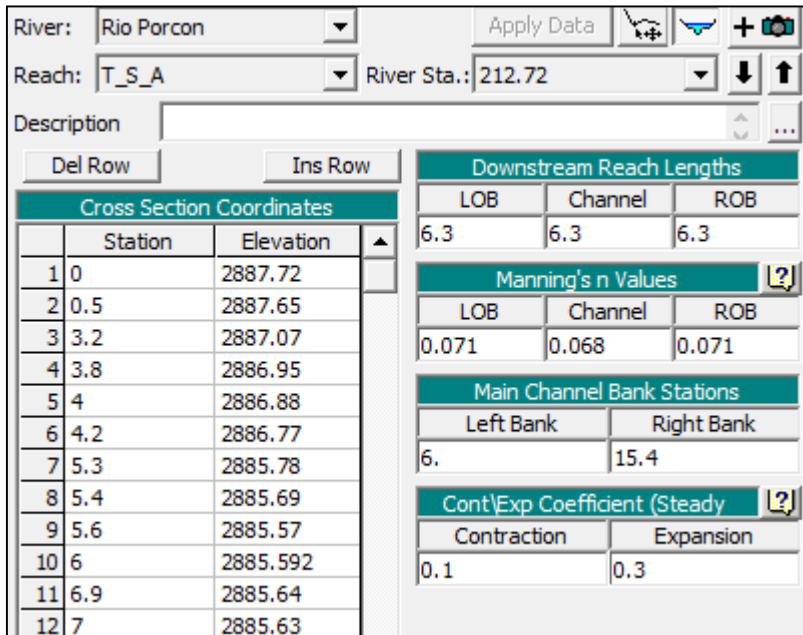 River: Rio Porcon Apply Data
Reach: T_S_A River Sta.: 212.72
Description ...
Del Row Ins Row
Cross Section Coordinates
Station Elevation
1 0 2887.72
2 0.5 2887.65
3 3.2 2887.07
4 3.8 2886.95
5 4 2886.88
6 4.2 2886.77
7 5.3 2885.78
8 5.4 2885.69
9 5.6 2885.57
10 6 2885.592
11 6.9 2885.64
12 7 2885.63
Downstream Reach Lengths
LOB Channel ROB
6.3 6.3 6.3
Manning's n Values
LOB Channel ROB
0.071 0.068 0.071
Main Channel Bank Stations
Left Bank Right Bank
6. 15.4
Cont\Exp Coefficient (Steady
Contraction Expansion
0.1 0.3